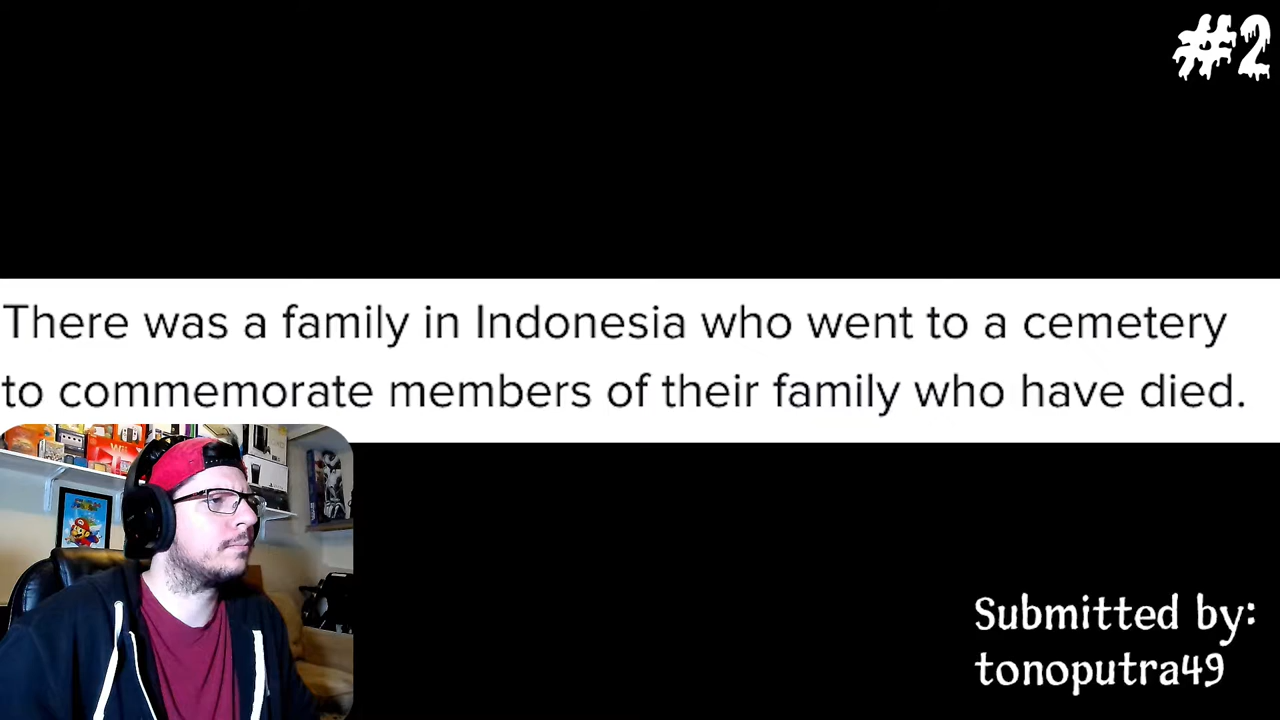 #2
There was a family in Indonesia who went to a cemetery
to commemorate members of their family who have died.
Wii
Submitted by:
tonoputra49